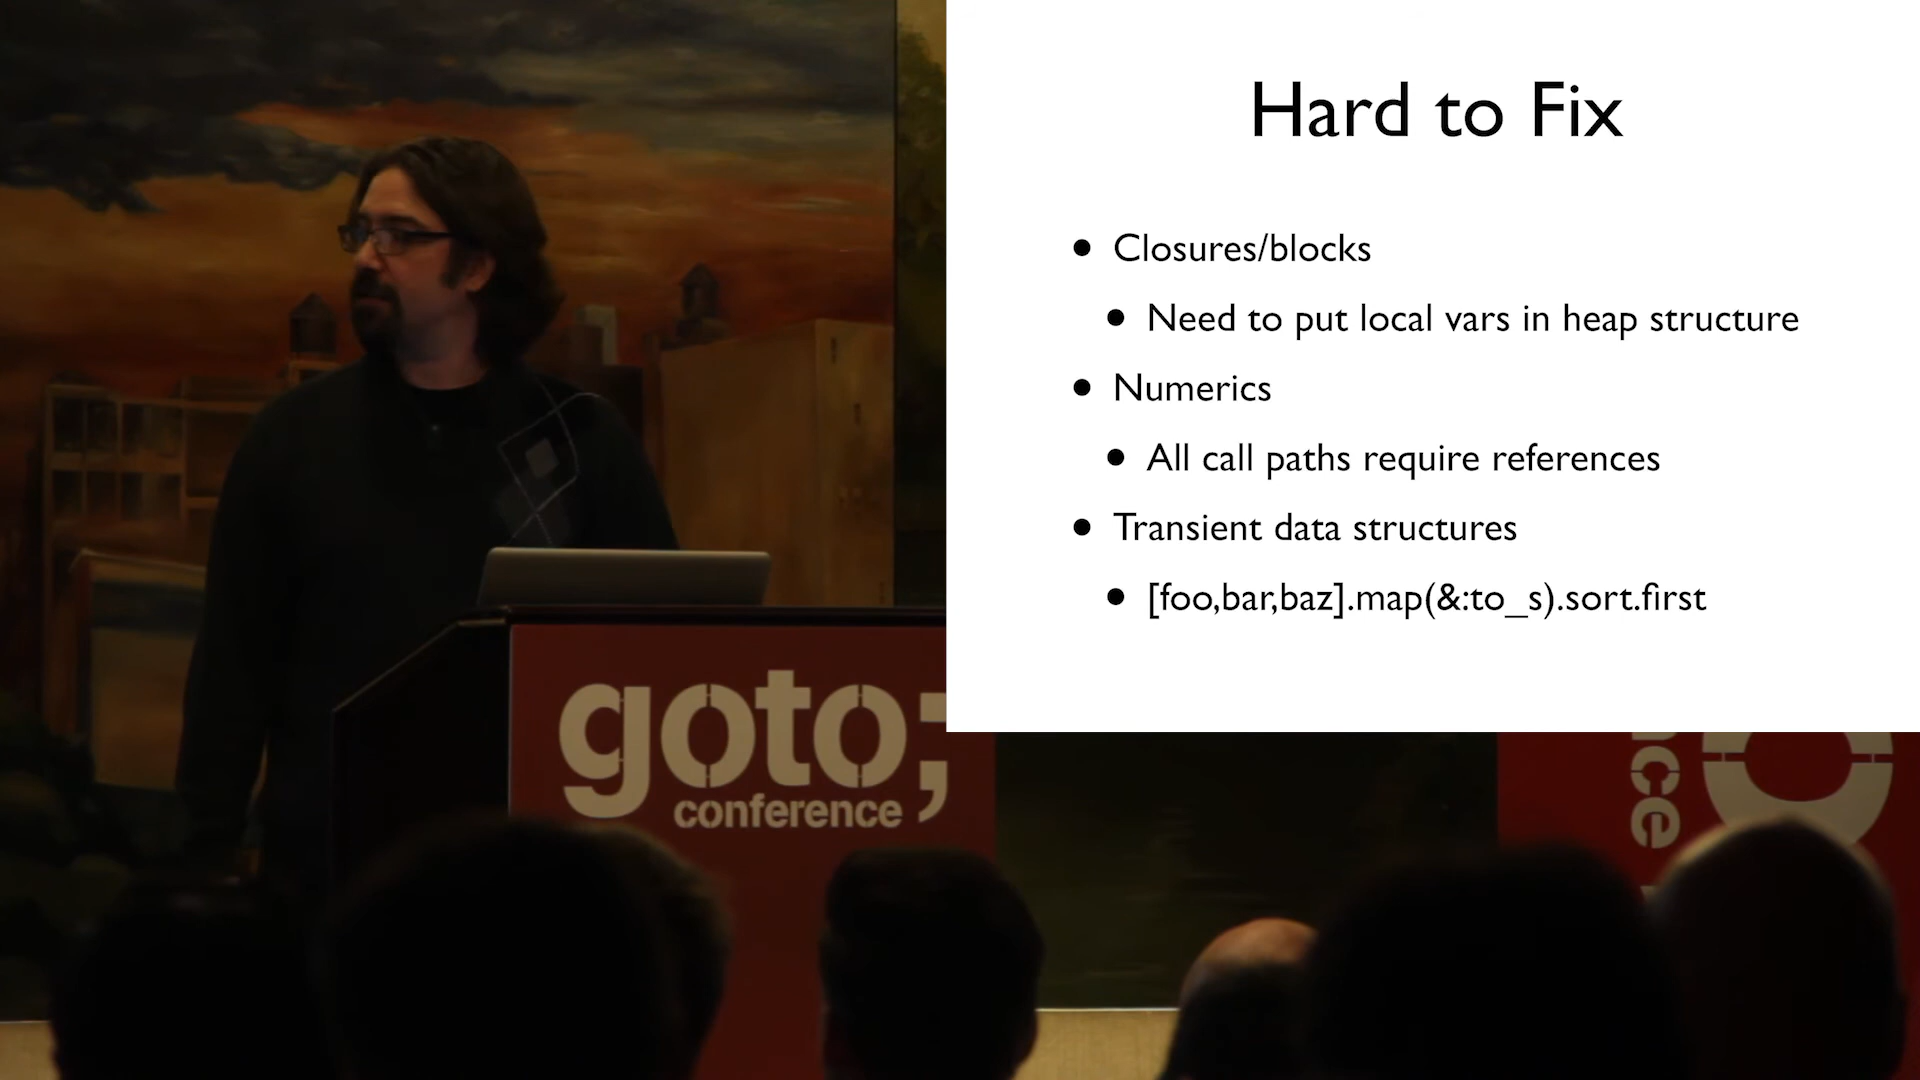 Hard to Fix
• Closures/blocks
• Need to put local vars in heap structure
• Numerics
• All call paths require references
• Transient data structures
• [foo,bar,baz].map(&:to_s).sort.first
goto;
conference
nce